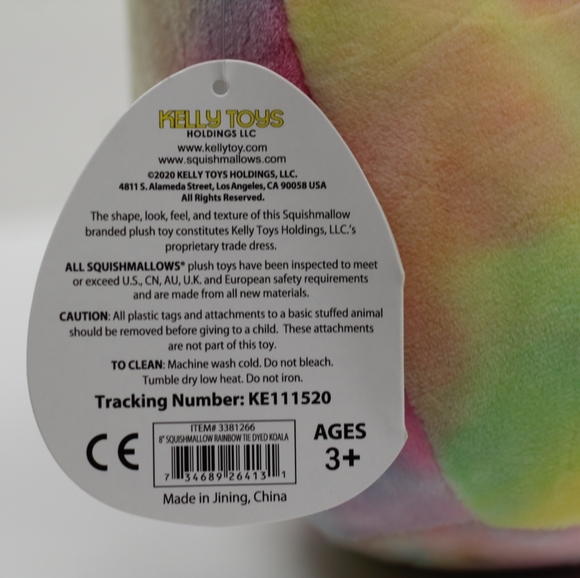 KELLY TOYS
HOLDINGS LLC
www.kellytoy.com
www.squishmallows.com
©2020 KELLY TOYS HOLDINGS, LLC.
4811 S. Alameda Street, Los Angeles, CA 90058 USA
All Rights Reserved.
The shape, look, feel, and texture of this Squishmallow
branded plush toy constitutes Kelly Toys Holdings, LLC.'s
proprietary trade dress.
ALL SQUISHMALLOWS® plush toys have been inspected to meet
or exceed U.S., CN, AU, U.K. and European safety requirements
and are made from all new materials.
CAUTION: All plastic tags and attachments to a basic stuffed animal
should be removed before giving to a child. These attachments
are not part of this toy.
TO CLEAN: Machine wash cold. Do not bleach.
Tumble dry low heat. Do not iron.
Tracking Number: KE111520
CE
ITEM# 3381266
8" SQUISHMALLOW RAINBOW TIE DYED KOALA
7 34689 26413 1
AGES
3+
Made in Jining, China